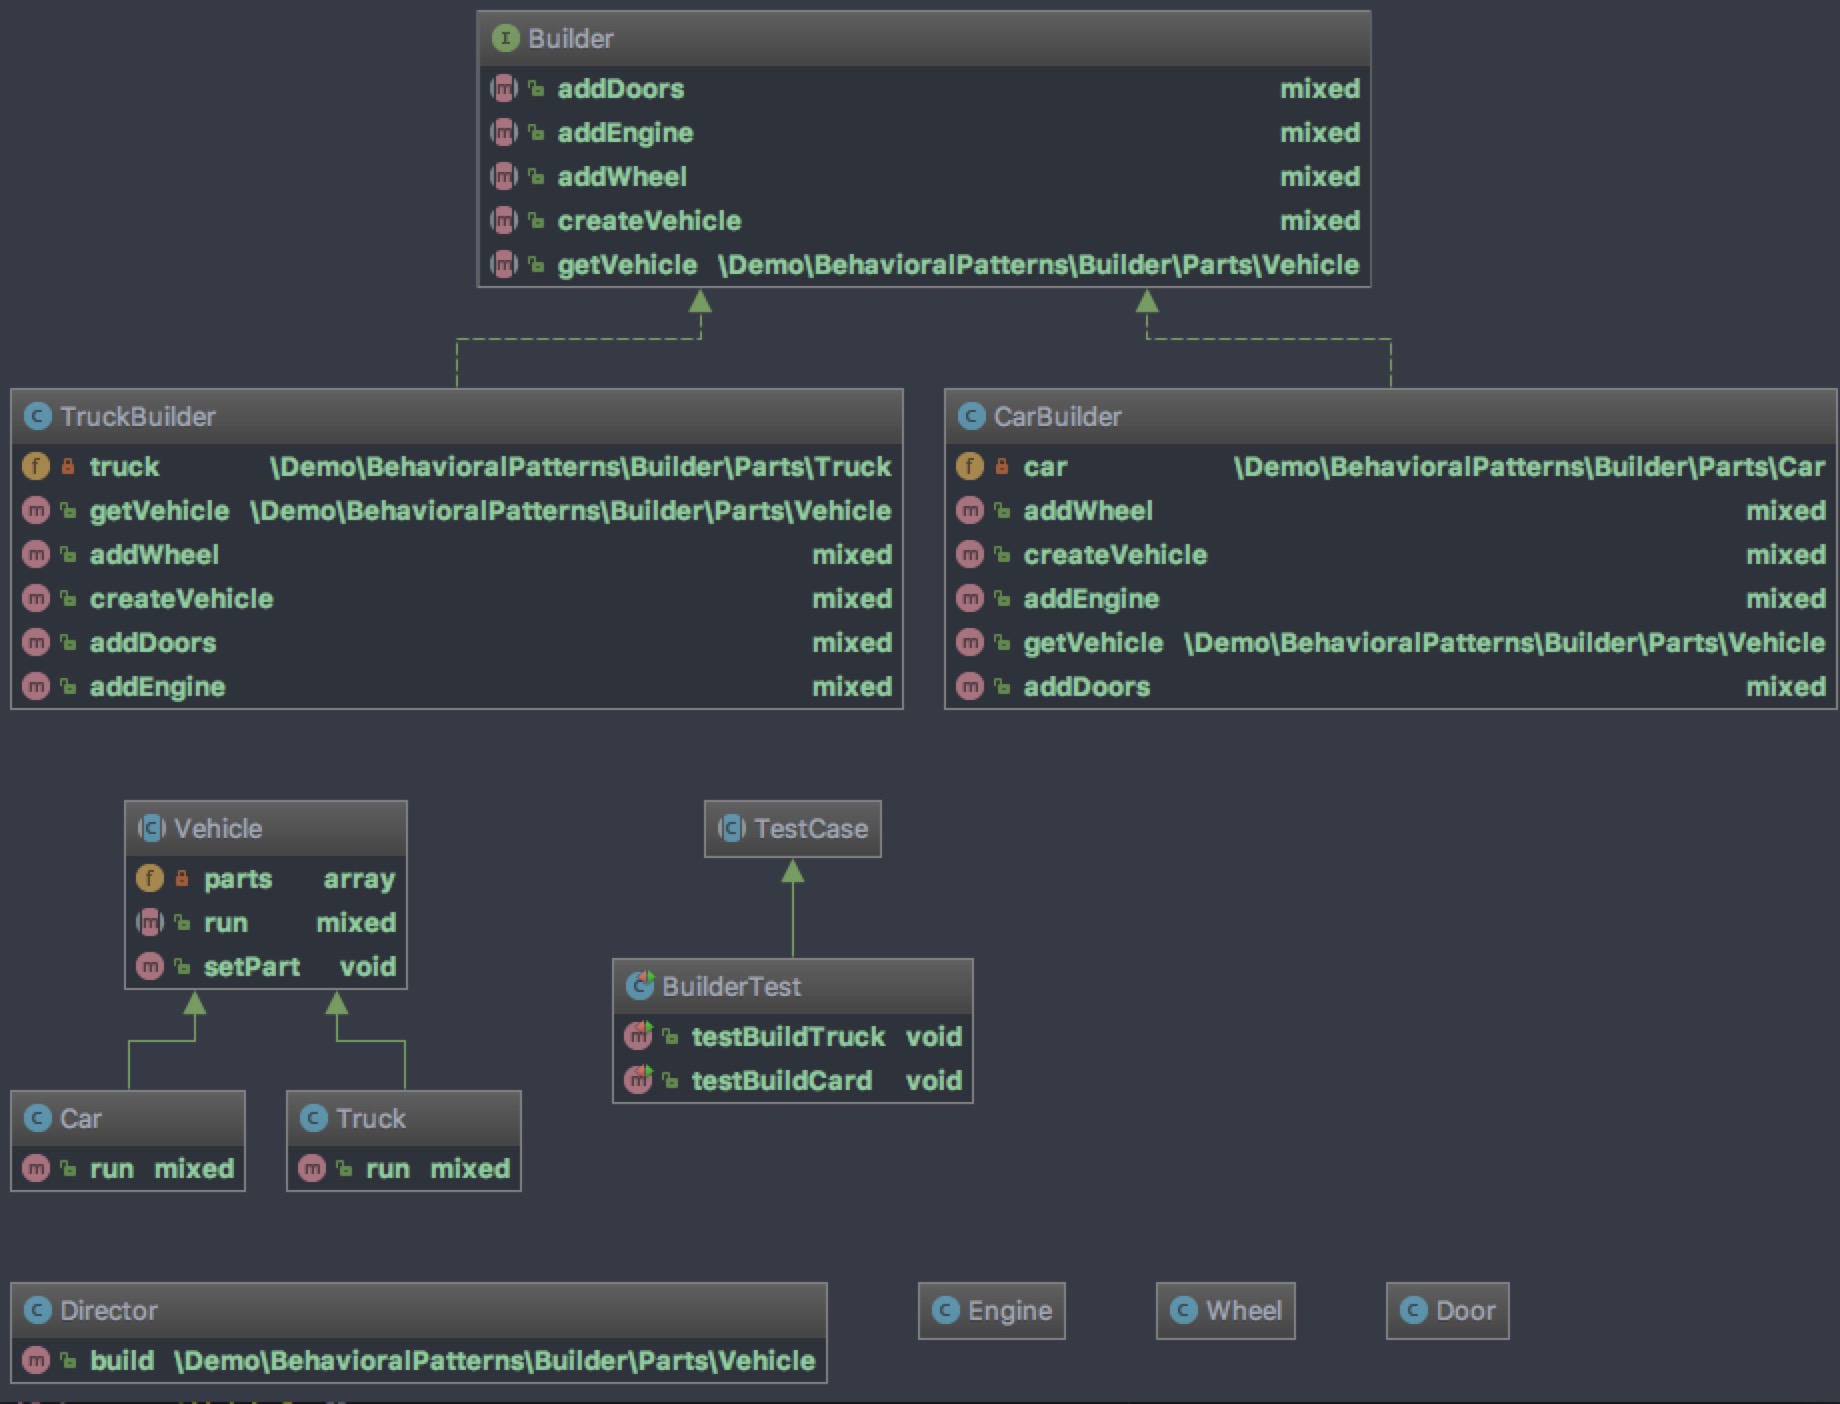 Builder
addDoors mixed
addEngine mixed
addWheel mixed
createVehicle mixed
getVehicle \Demo\BehavioralPatterns\Builder\Parts\Vehicle
TruckBuilder
truck \Demo\BehavioralPatterns\Builder\Parts\Truck
getVehicle \Demo\BehavioralPatterns\Builder\Parts\Vehicle
addWheel mixed
createVehicle mixed
addDoors mixed
addEngine mixed
CarBuilder
car \Demo\BehavioralPatterns\Builder\Parts\Car
addWheel mixed
createVehicle mixed
addEngine mixed
getVehicle \Demo\BehavioralPatterns\Builder\Parts\Vehicle
addDoors mixed
Vehicle
parts array
run mixed
setPart void
TestCase
BuilderTest
testBuildTruck void
testBuildCard void
Car
run mixed
Truck
run mixed
Director
build \Demo\BehavioralPatterns\Builder\Parts\Vehicle
Engine
Wheel
Door